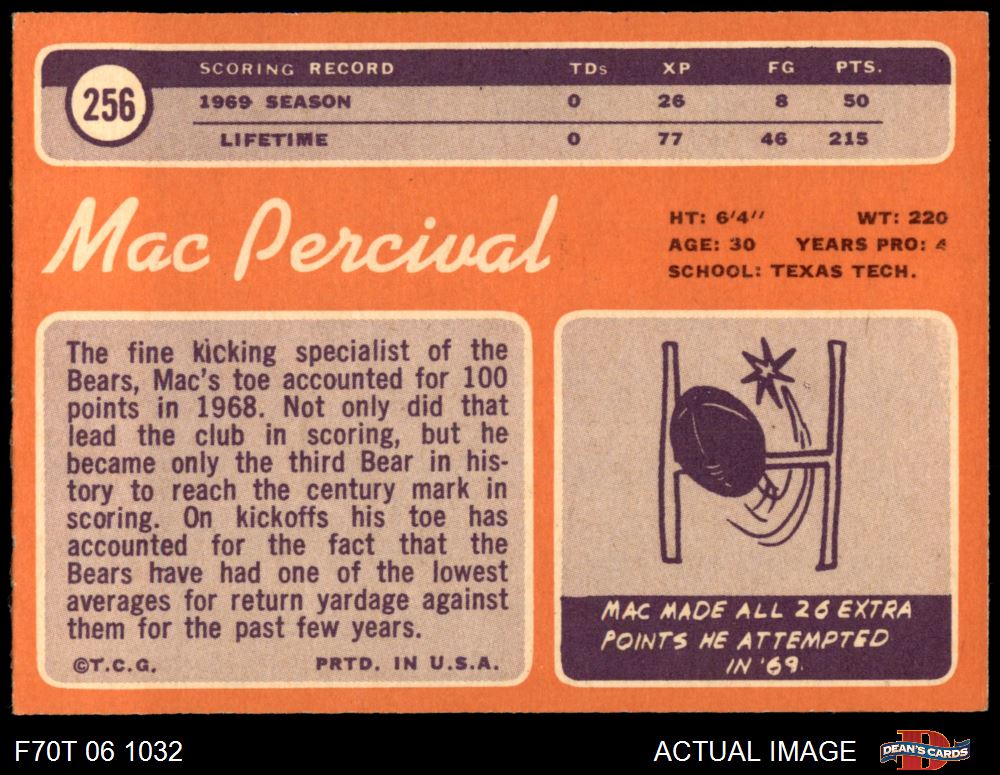 256
SCORING RECORD TDs XP FG PTS.
1969 SEASON 0 26 8 50
LIFETIME 0 77 46 215
Mac Percival
HT: 6'4" WT: 220
AGE: 30 YEARS PRO: 4
SCHOOL: TEXAS TECH.
The fine kicking specialist of the
Bears, Mac's toe accounted for 100
points in 1968. Not only did that
lead the club in scoring, but he
became only the third Bear in his-
tory to reach the century mark in
scoring. On kickoffs his toe has
accounted for the fact that the
Bears have had one of the lowest
averages for return yardage against
them for the past few years.
©T.C.G. PRTD. IN U.S.A.
MAC MADE ALL 26 EXTRA
POINTS HE ATTEMPTED
IN '69.
F70T 06 1032
ACTUAL IMAGE
D
DEAN'S CARDS